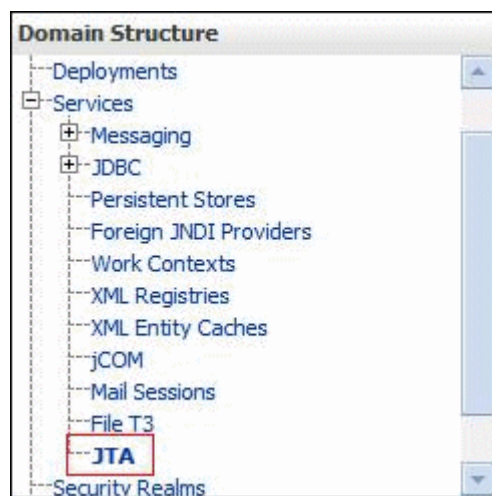 Domain Structure
Deployments
Services
Messaging
JDBC
Persistent Stores
Foreign JNDI Providers
Work Contexts
XML Registries
XML Entity Caches
jCOM
Mail Sessions
File T3
JTA
Security Realms